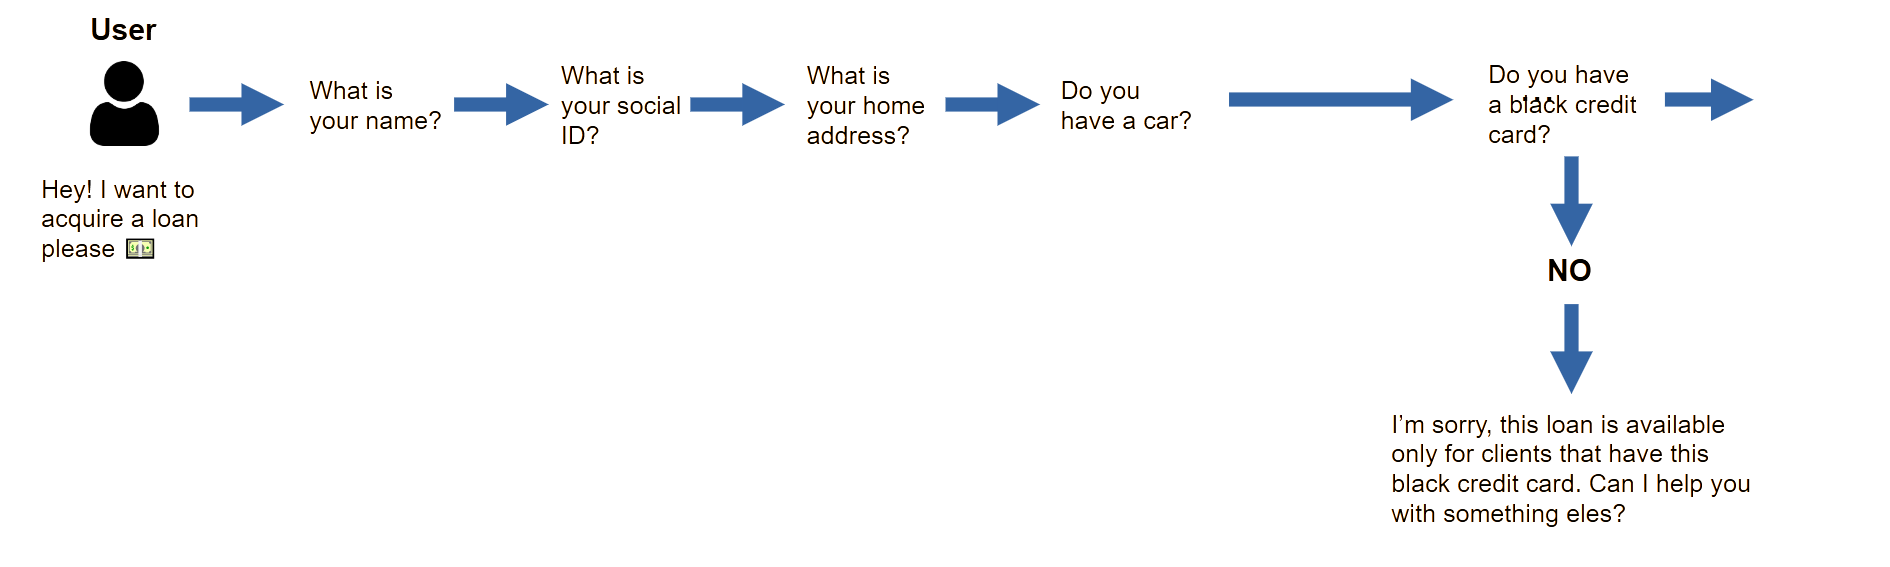 User
Hey! I want to
acquire a loan
please
What is
your name?
What is
your social
ID?
What is
your home
address?
Do you
have a car?
...
Do you have
a black credit
card?
NO
I'm sorry, this loan is available
only for clients that have this
black credit card. Can I help you
with something eles?